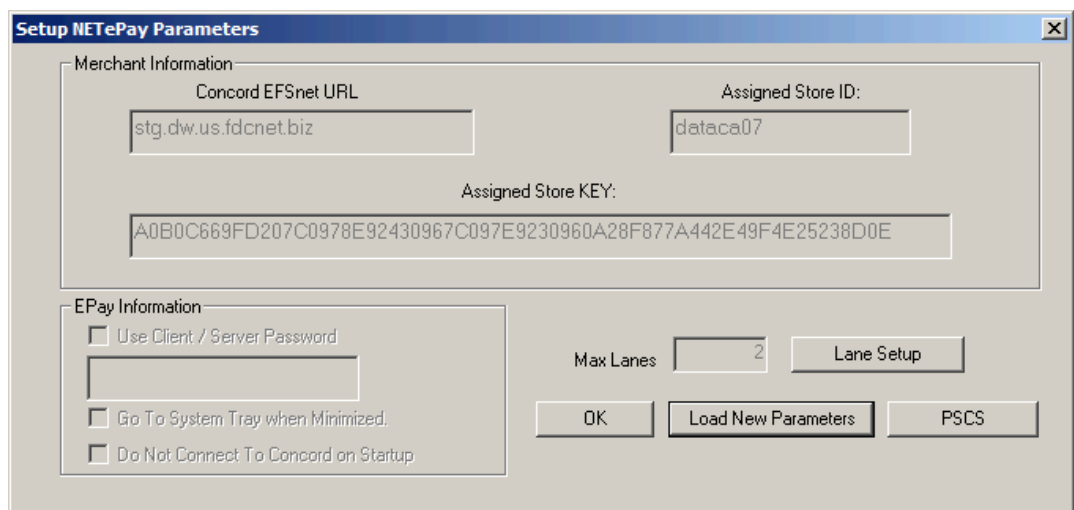 Setup NETePay Parameters
Merchant Information
Concord EFSnet URL
Assigned Store ID:
stg.dw.us.fdcnet.biz
dataca07
Assigned Store KEY:
A0B0C669FD207C0978E92430967C097E9230960A28F877A442E49F4E25238D0E
EPay Information
Use Client / Server Password
Max Lanes
2
Lane Setup
Go To System Tray when Minimized.
OK
Load New Parameters
PSCS
Do Not Connect To Concord on Startup